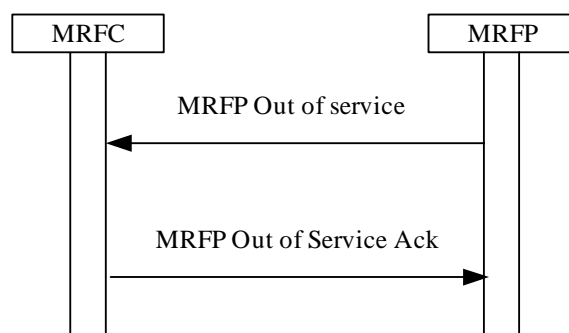 MRFC
MRFP
MRFP Out of service
MRFP Out of Service Ack